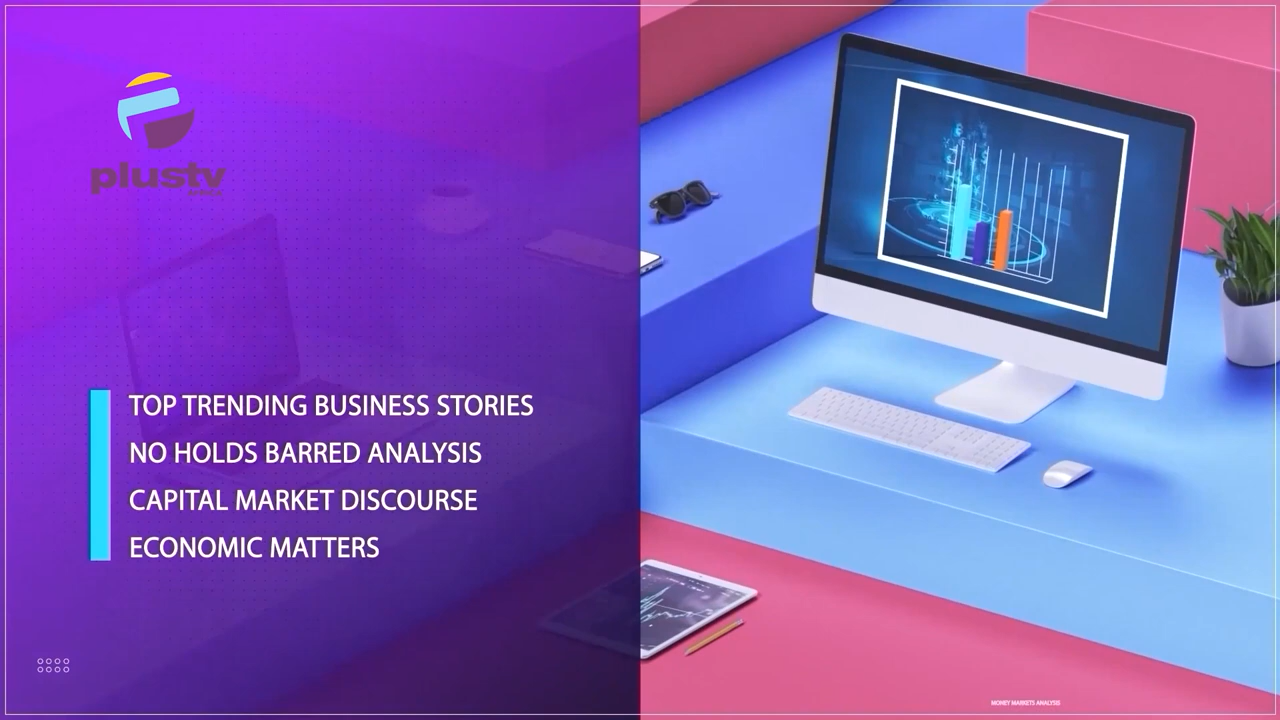 plustv
TOP TRENDING BUSINESS STORIES
NO HOLDS BARRED ANALYSIS
CAPITAL MARKET DISCOURSE
ECONOMIC MATTERS
MONEY MARKETS ANALYSIS